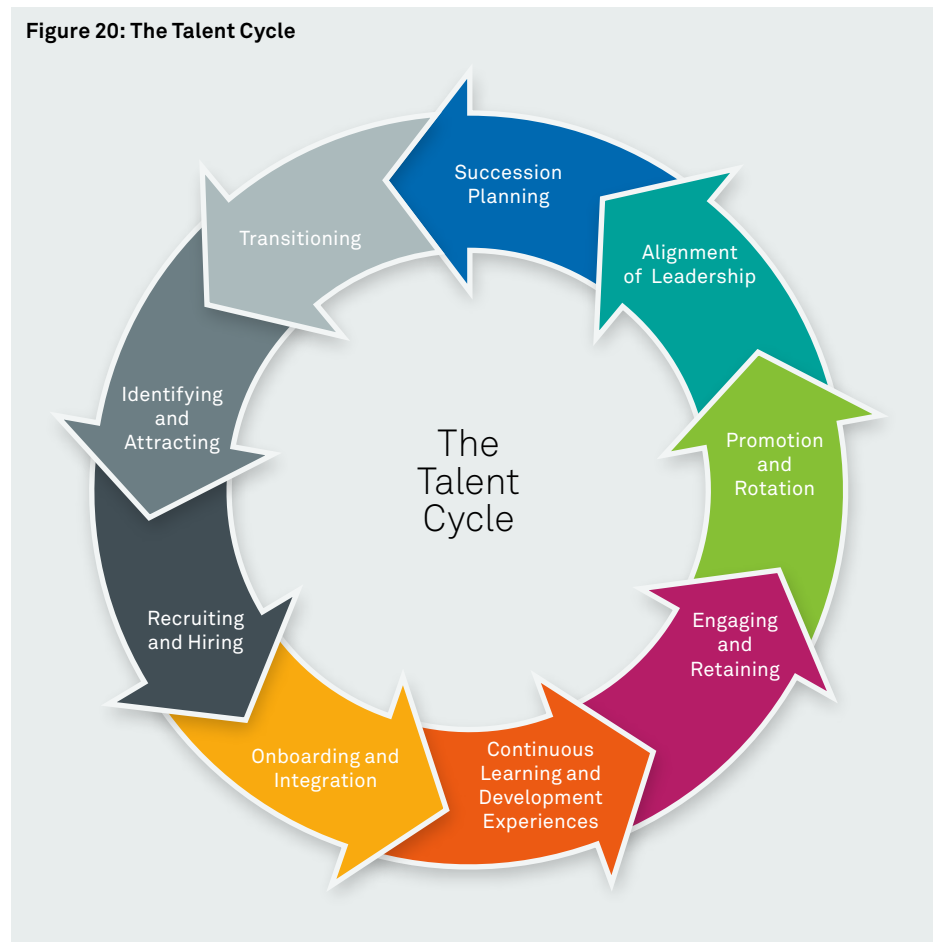 Figure 20: The Talent Cycle
Succession
Planning
Transitioning
Alignment
of Leadership
Identifying
and
Attracting
The
Talent
Cycle
Promotion
and
Rotation
Recruiting
and Hiring
Engaging
and
Retaining
Onboarding and
Integration
Continuous
Learning and
Development
Experiences